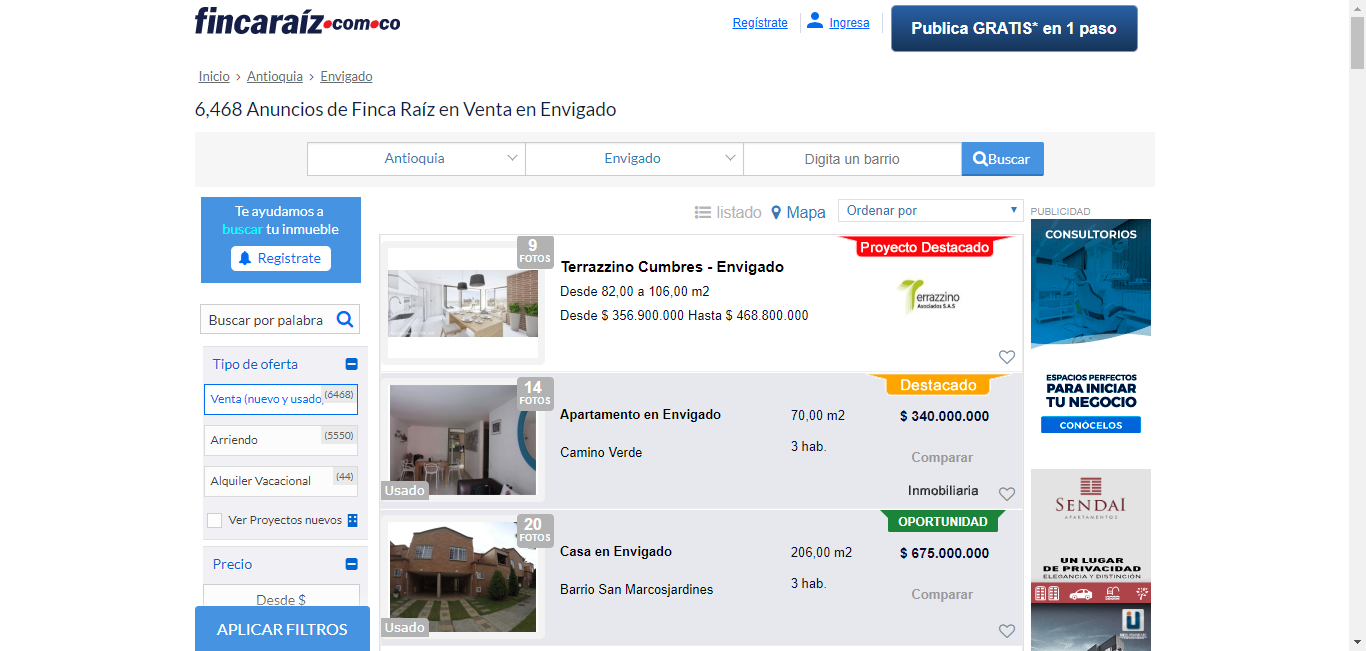 fincaraíz.com.co
Regístrate
Ingresa
Publica GRATIS* en 1 paso
Inicio › Antioquia › Envigado
6,468 Anuncios de Finca Raíz en Venta en Envigado
Antioquia
Envigado
Digita un barrio
Buscar
Te ayudamos a
buscar tu inmueble
Registrate
listado
Mapa
Ordenar por
PUBLICIDAD
Buscar por palabra
Tipo de oferta
Venta (nuevo y usado)
(6468)
Arriendo
(5550)
Alquiler Vacacional
(44)
Ver Proyectos nuevos
Precio
Desde $
APLICAR FILTROS
9
FOTOS
Terrazzino Cumbres - Envigado
Desde 82,00 a 106,00 m2
Desde $ 356.900.000 Hasta $ 468.800.000
Proyecto Destacado
Terrazzino
Asociados S.A.S
14
FOTOS
Usado
Apartamento en Envigado
Camino Verde
70,00 m2
3 hab.
Destacado
$ 340.000.000
Comparar
Inmobiliaria
20
FOTOS
Usado
Casa en Envigado
Barrio San Marcosjardines
206,00 m2
3 hab.
OPORTUNIDAD
$ 675.000.000
Comparar
CONSULTORIOS
ESPACIOS PERFECTOS
PARA INICIAR
TU NEGOCIO
CONÓCELOS
SENDAI
APARTAMENTOS
UN LUGAR
DE PRIVACIDAD
ELEGANCIA Y DISTINCIÓN